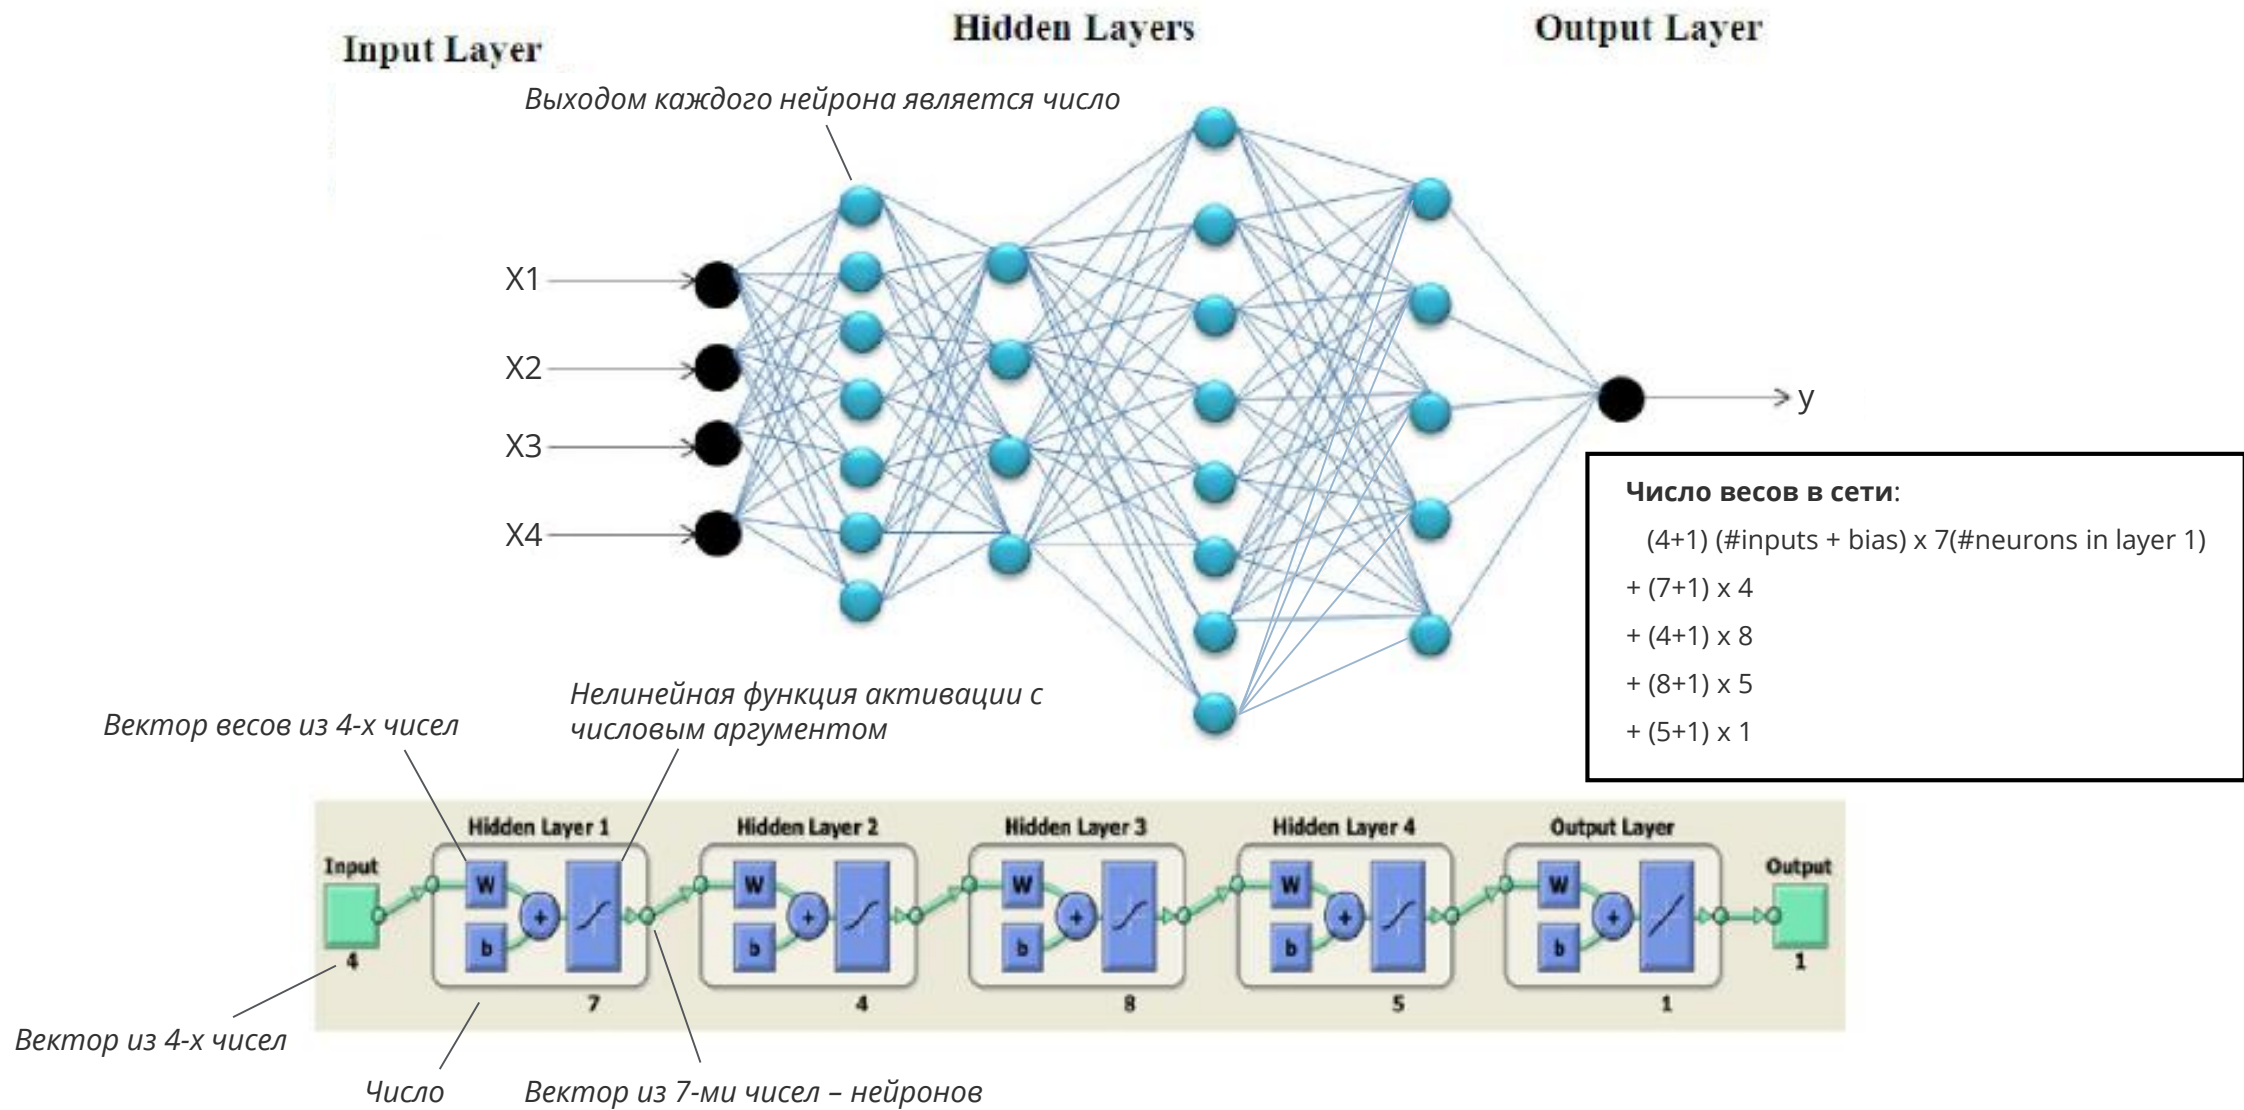 Input Layer
Hidden Layers
Output Layer
Выходом каждого нейрона является число
X1
X2
X3
X4
y
Число весов в сети:
(4+1) (#inputs + bias) x 7(#neurons in layer 1)
+ (7+1) x 4
+ (4+1) x 8
+ (8+1) x 5
+ (5+1) x 1
Вектор весов из 4-х чисел
Нелинейная функция активации с
числовым аргументом
Input
4
Hidden Layer 1
W
b
+
7
Hidden Layer 2
W
b
+
4
Hidden Layer 3
W
b
+
8
Hidden Layer 4
W
b
+
5
Output Layer
W
b
+
1
Output
1
Вектор из 4-х чисел
Число
Вектор из 7-ми чисел – нейронов